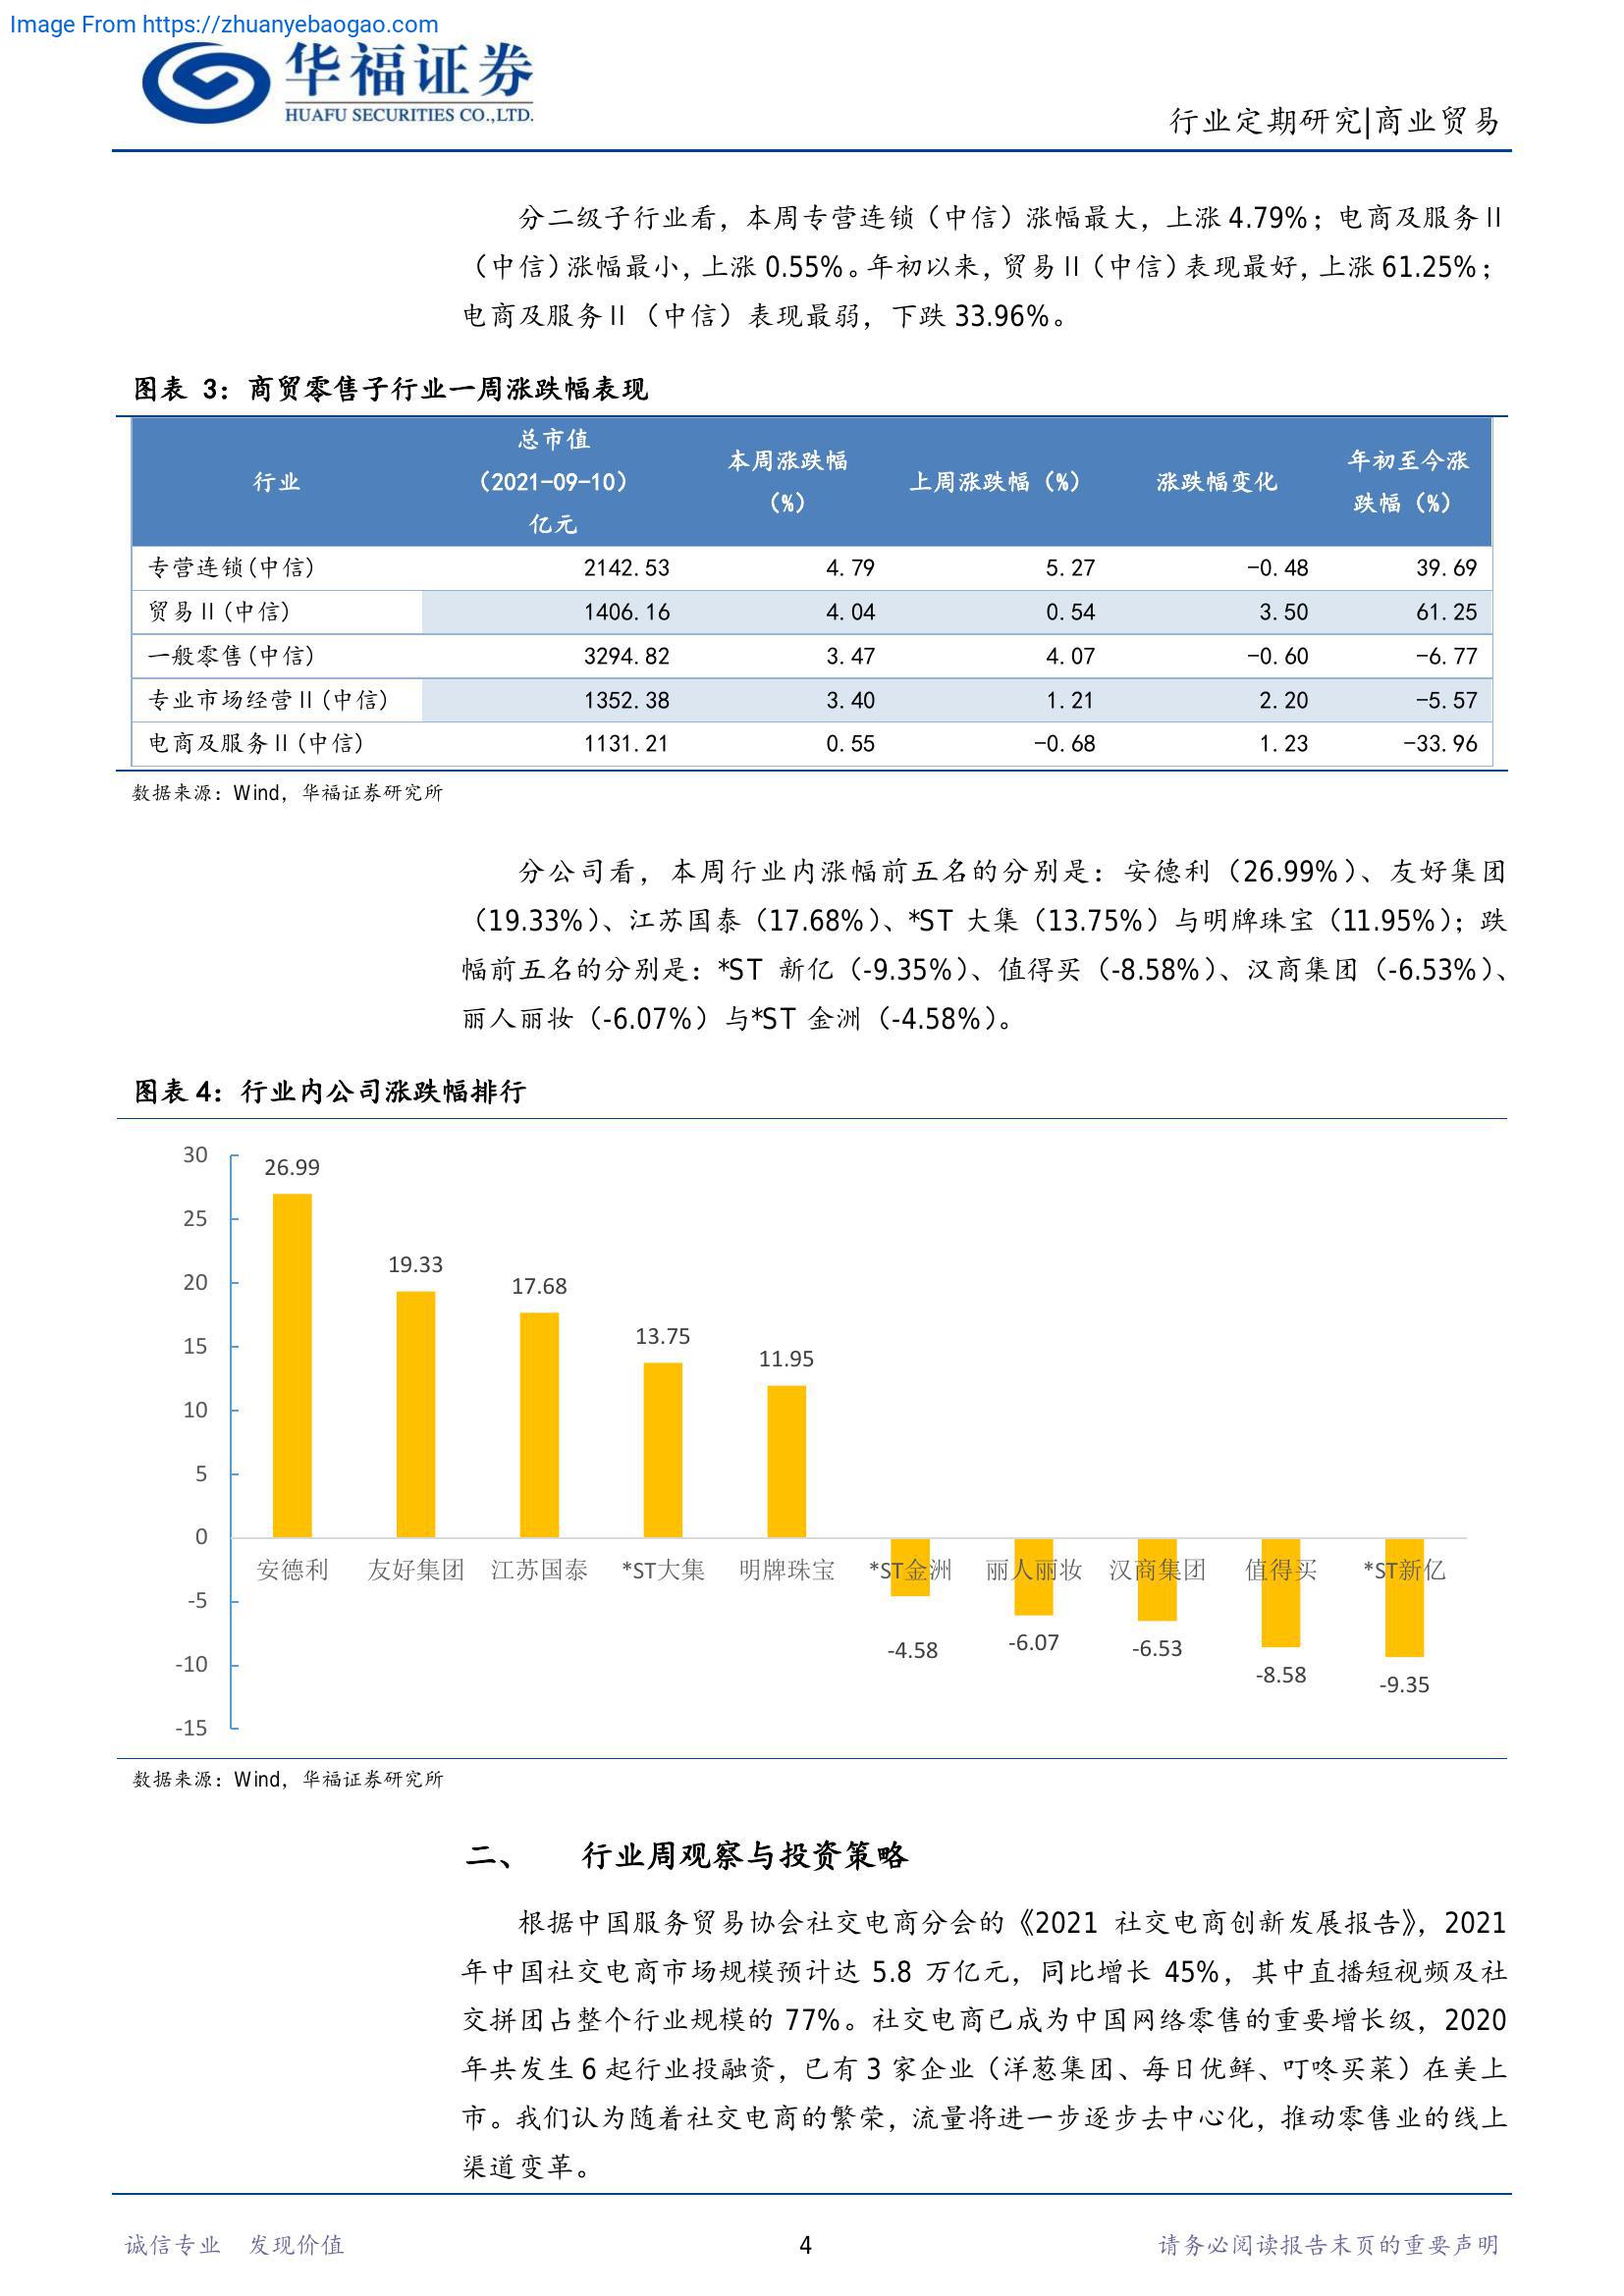 Image From https://zhuanyebaogao.com
华福证券
HUAFU SECURITIES CO.,LTD.
行业定期研究|商业贸易
分二级子行业看，本周专营连锁（中信）涨幅最大，上涨 4.79%；电商及服务Ⅱ
（中信）涨幅最小，上涨 0.55%。年初以来，贸易Ⅱ（中信）表现最好，上涨 61.25%；
电商及服务Ⅱ（中信）表现最弱，下跌 33.96%。
图表 3：商贸零售子行业一周涨跌幅表现
行业 总市值（2021-09-10）亿元 本周涨跌幅（%） 上周涨跌幅（%） 涨跌幅变化 年初至今涨跌幅（%）
专营连锁(中信) 2142.53 4.79 5.27 -0.48 39.69
贸易Ⅱ(中信) 1406.16 4.04 0.54 3.50 61.25
一般零售(中信) 3294.82 3.47 4.07 -0.60 -6.77
专业市场经营Ⅱ(中信) 1352.38 3.40 1.21 2.20 -5.57
电商及服务Ⅱ(中信) 1131.21 0.55 -0.68 1.23 -33.96
数据来源：Wind，华福证券研究所
分公司看，本周行业内涨幅前五名的分别是：安德利（26.99%）、友好集团
（19.33%）、江苏国泰（17.68%）、*ST 大集（13.75%）与明牌珠宝（11.95%）；跌
幅前五名的分别是：*ST 新亿（-9.35%）、值得买（-8.58%）、汉商集团（-6.53%）、
丽人丽妆（-6.07%）与*ST 金洲（-4.58%）。
图表 4：行业内公司涨跌幅排行
30
25
20
15
10
5
0
-5
-10
-15
26.99
19.33
17.68
13.75
11.95
安德利 友好集团 江苏国泰 *ST大集 明牌珠宝 *ST金洲 丽人丽妆 汉商集团 值得买 *ST新亿
-4.58
-6.07
-6.53
-8.58
-9.35
数据来源：Wind，华福证券研究所
二、 行业周观察与投资策略
根据中国服务贸易协会社交电商分会的《2021 社交电商创新发展报告》，2021
年中国社交电商市场规模预计达 5.8 万亿元，同比增长 45%，其中直播短视频及社
交拼团占整个行业规模的 77%。社交电商已成为中国网络零售的重要增长级，2020
年共发生 6 起行业投融资，已有 3 家企业（洋葱集团、每日优鲜、叮咚买菜）在美上
市。我们认为随着社交电商的繁荣，流量将进一步逐步去中心化，推动零售业的线上
渠道变革。
诚信专业 发现价值
4
请务必阅读报告末页的重要声明